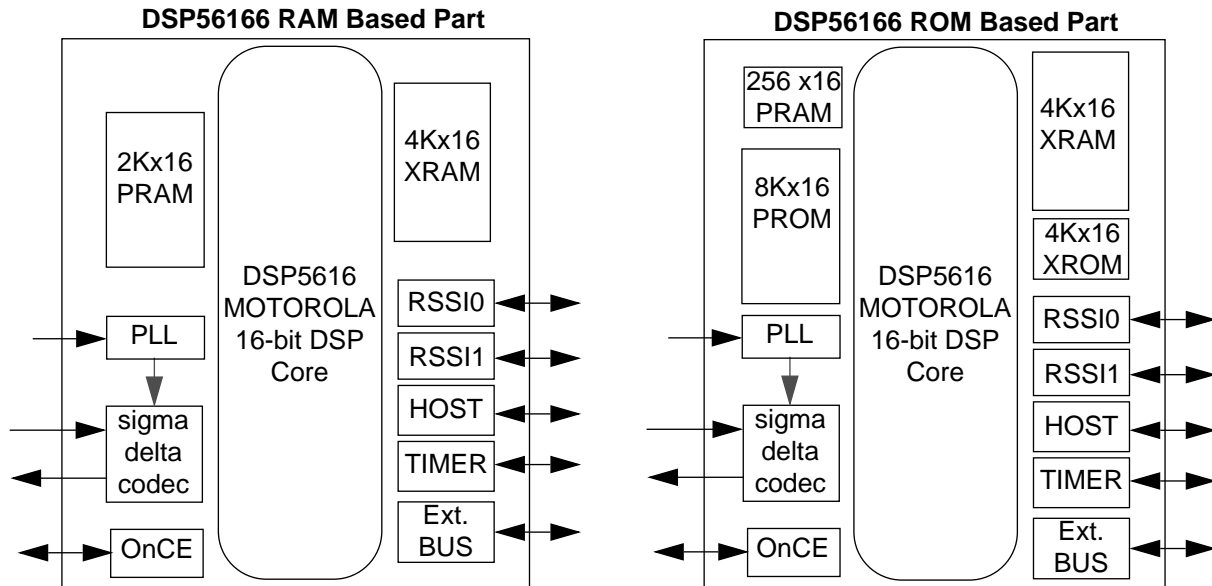 DSP56166 RAM Based Part
2Kx16
PRAM
4Kx16
XRAM
DSP5616
MOTOROLA
16-bit DSP
Core
PLL
sigma
delta
codec
OnCE
RSSI0
RSSI1
HOST
TIMER
Ext.
BUS
DSP56166 ROM Based Part
256 x16
PRAM
8Kx16
PROM
4Kx16
XRAM
4Kx16
XROM
DSP5616
MOTOROLA
16-bit DSP
Core
PLL
sigma
delta
codec
OnCE
RSSI0
RSSI1
HOST
TIMER
Ext.
BUS